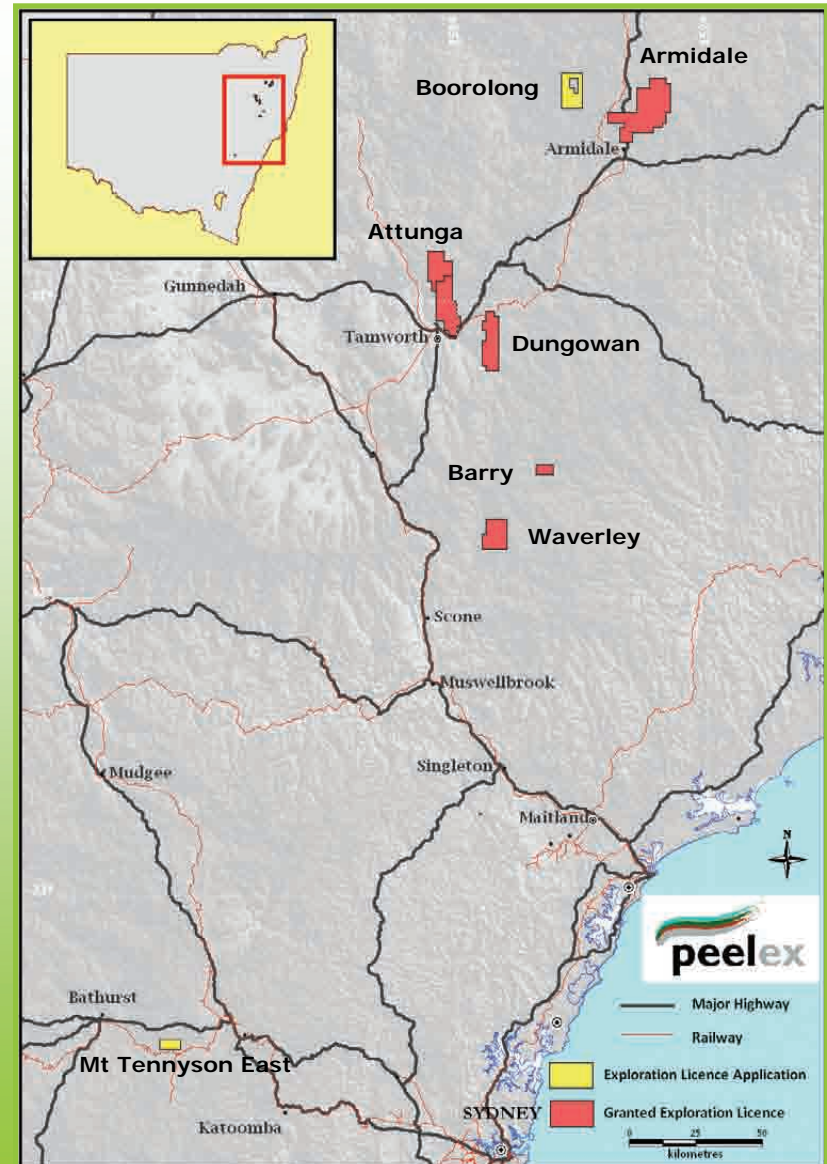 Armidale
Boorolong
Armidale
Attunga
Gunnedah
Tamworth
Dungowan
Barry
Waverley
Scone
Muswellbrook
Mudgee
Singleton
Maitland
N
33°
peelex
Bathurst
Major Highway
Railway
Mt Tennyson East
Exploration Licence Application
SYDNEY
Granted Exploration Licence
Katoomba
0 25 50
kilometres